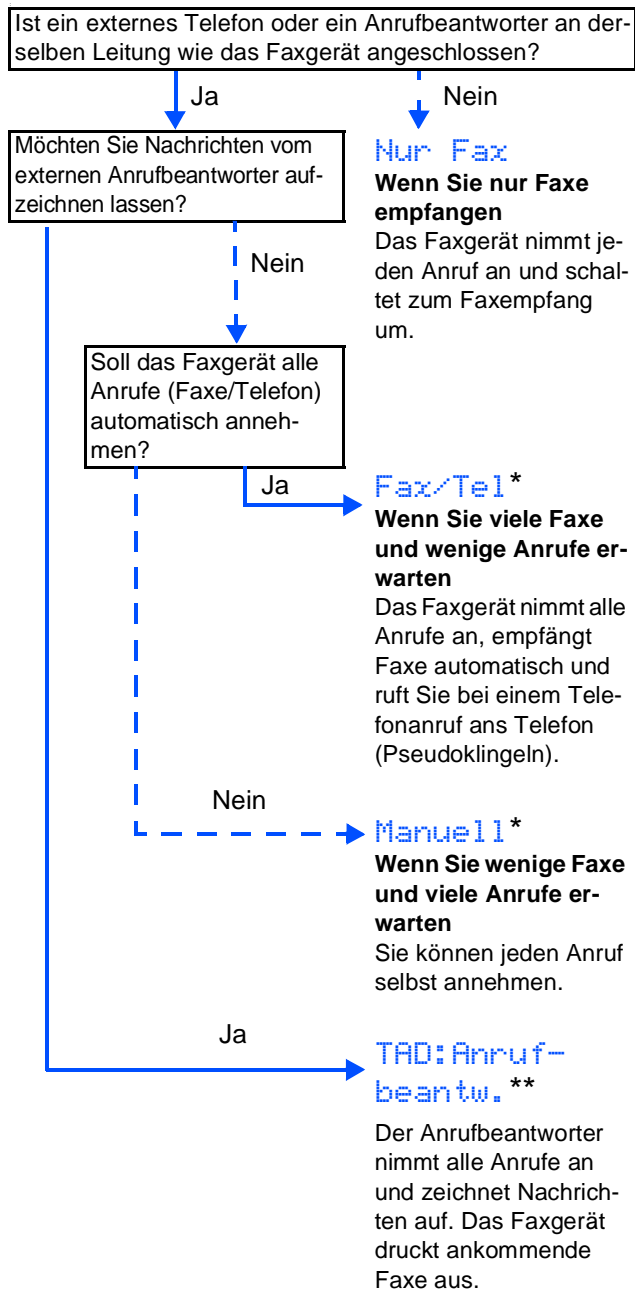 Ist ein externes Telefon oder ein Anrufbeantworter an der-
selben Leitung wie das Faxgerät angeschlossen?
Ja
Nein
Möchten Sie Nachrichten vom
externen Anrufbeantworter auf-
zeichnen lassen?
Nur Fax
Wenn Sie nur Faxe
empfangen
Das Faxgerät nimmt je-
den Anruf an und schal-
tet zum Faxempfang
um.
Nein
Soll das Faxgerät alle
Anrufe (Faxe/Telefon)
automatisch anneh-
men?
Ja
Fax/Tel*
Wenn Sie viele Faxe
und wenige Anrufe er-
warten
Das Faxgerät nimmt alle
Anrufe an, empfängt
Faxe automatisch und
ruft Sie bei einem Tele-
fonanruf ans Telefon
(Pseudoklingeln).
Nein
Manuell*
Wenn Sie wenige Faxe
und viele Anrufe er-
warten
Sie können jeden Anruf
selbst annehmen.
Ja
TAD:Anruf-
beantw.**
Der Anrufbeantworter
nimmt alle Anrufe an
und zeichnet Nachrich-
ten auf. Das Faxgerät
druckt ankommende
Faxe aus.